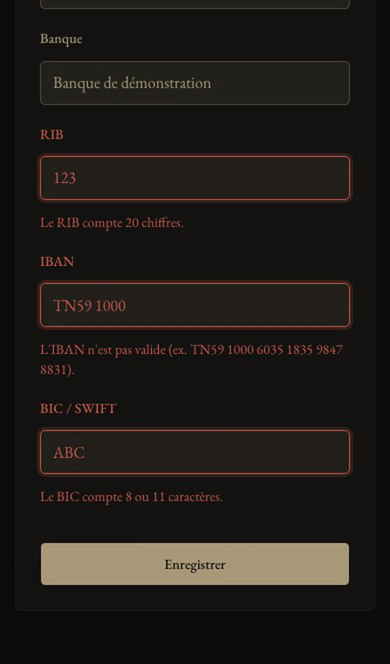 Banque
Banque de démonstration
RIB
123
Le RIB compte 20 chiffres.
IBAN
TN59 1000
L'IBAN n'est pas valide (ex. TN59 1000 6035 1835 9847
8831).
BIC / SWIFT
ABC
Le BIC compte 8 ou 11 caractères.
Enregistrer